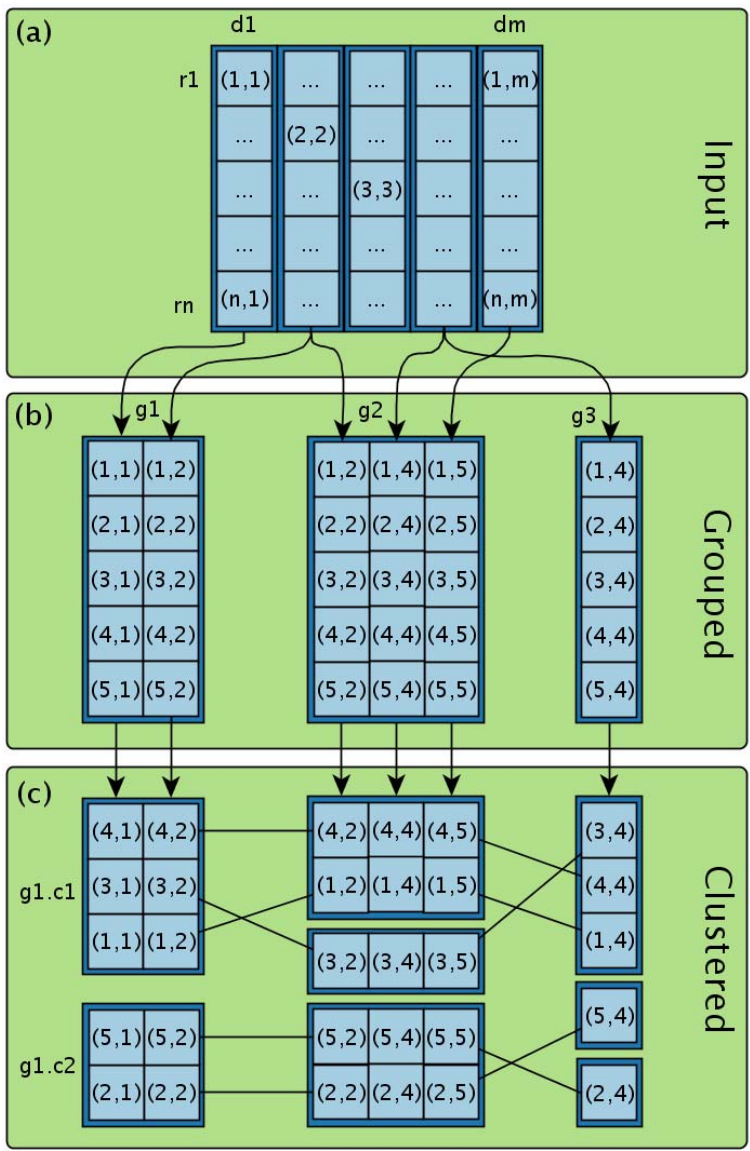 (a) d1 dm
r1 (1,1) ... ... ... (1,m)
... (2,2) ... ... ...
... ... (3,3) ... ...
... ... ... ... ...
rn (n,1) ... ... ... (n,m)
Input
(b) g1 g2 g3
(1,1) (1,2) (1,2) (1,4) (1,5) (1,4)
(2,1) (2,2) (2,2) (2,4) (2,5) (2,4)
(3,1) (3,2) (3,2) (3,4) (3,5) (3,4)
(4,1) (4,2) (4,2) (4,4) (4,5) (4,4)
(5,1) (5,2) (5,2) (5,4) (5,5) (5,4)
Grouped
(c)
(4,1) (4,2) (4,2) (4,4) (4,5) (3,4)
g1.c1 (3,1) (3,2) (1,2) (1,4) (1,5) (4,4)
(1,1) (1,2) (3,2) (3,4) (3,5) (1,4)
(5,1) (5,2) (5,2) (5,4) (5,5) (5,4)
g1.c2 (2,1) (2,2) (2,2) (2,4) (2,5) (2,4)
Clustered